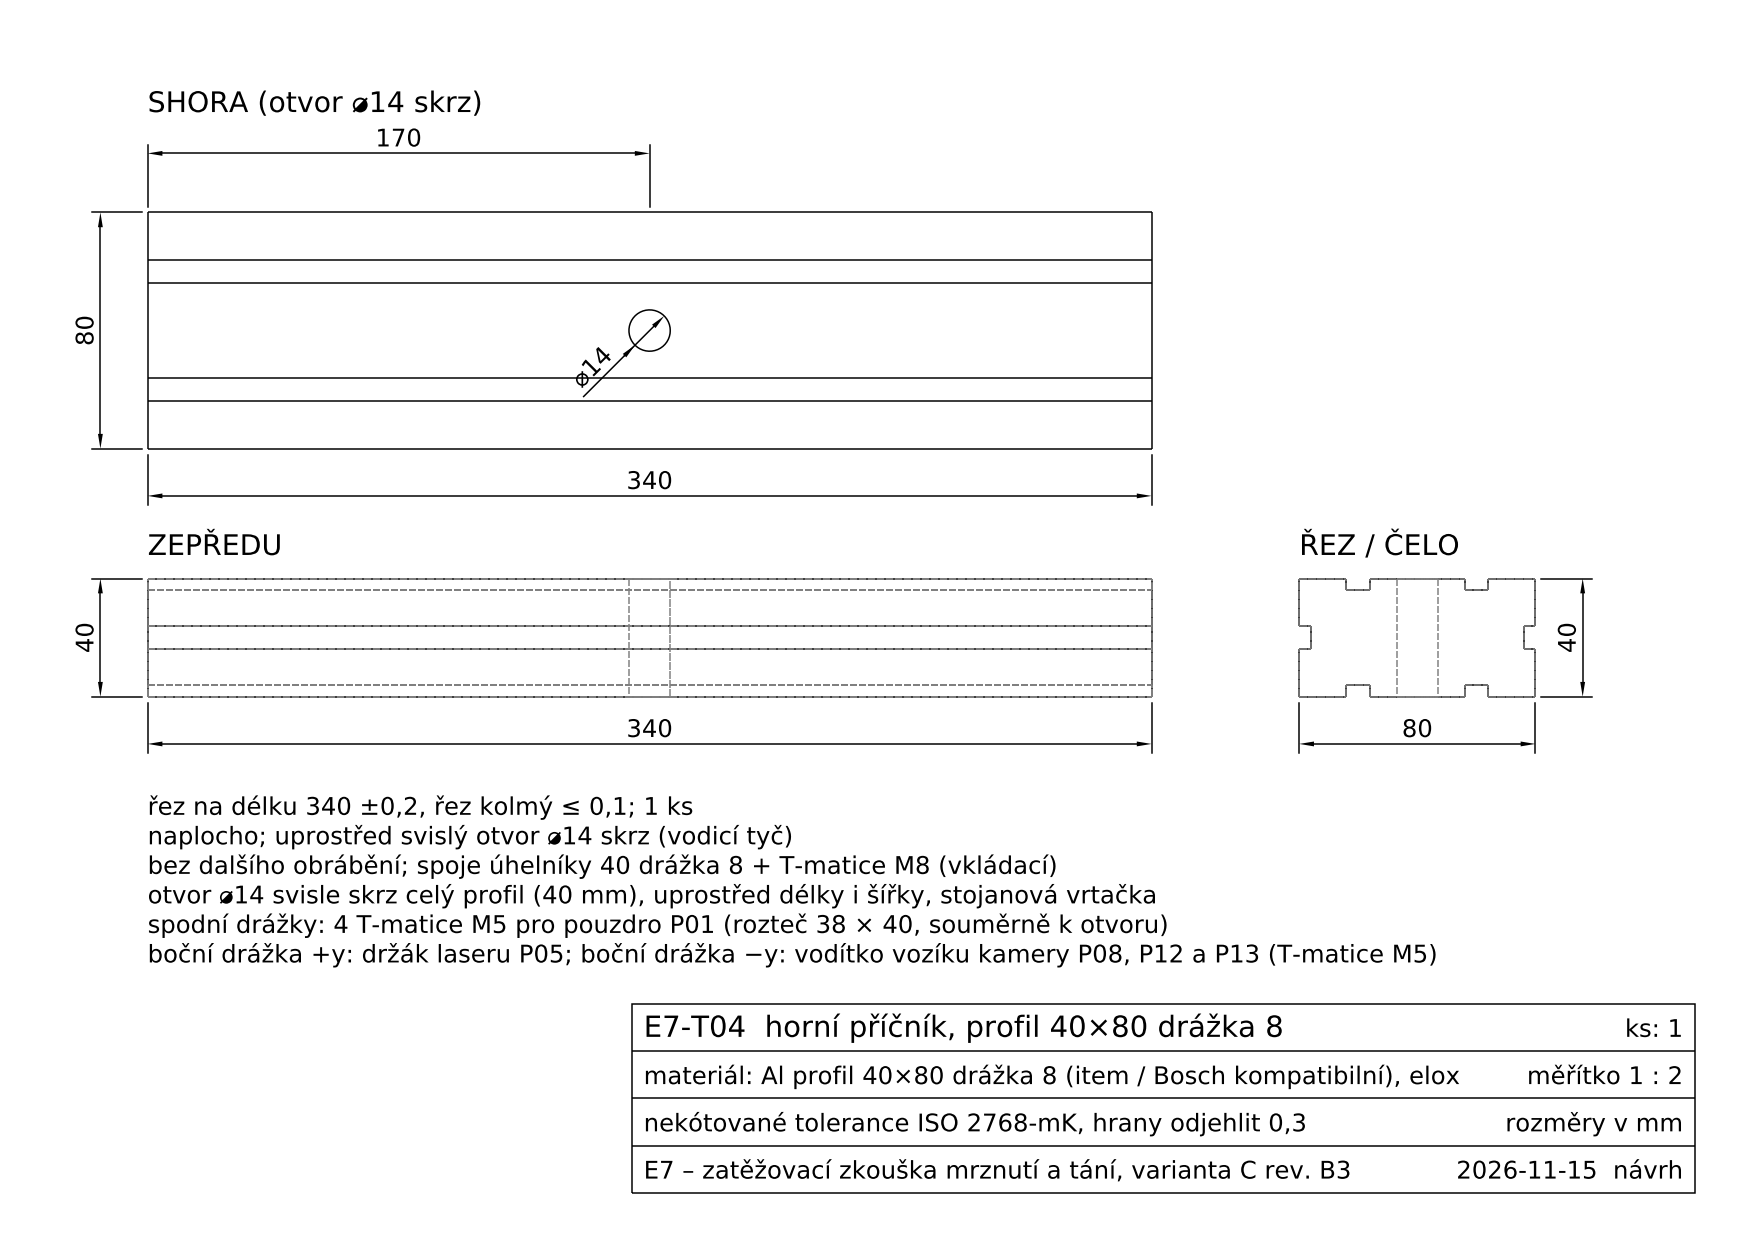 SHORA (otvor ⌀14 skrz)
170
80
⌀14
340
ZEPŘEDU
ŘEZ / ČELO
40
40
340
80
řez na délku 340 ±0,2, řez kolmý ≤ 0,1; 1 ks
naplocho; uprostřed svislý otvor ⌀14 skrz (vodicí tyč)
bez dalšího obrábění; spoje úhelníky 40 drážka 8 + T-matice M8 (vkládací)
otvor ⌀14 svisle skrz celý profil (40 mm), uprostřed délky i šířky, stojanová vrtačka
spodní drážky: 4 T-matice M5 pro pouzdro P01 (rozteč 38 × 40, souměrně k otvoru)
boční drážka +y: držák laseru P05; boční drážka −y: vodítko vozíku kamery P08, P12 a P13 (T-matice M5)
E7-T04 horní příčník, profil 40×80 drážka 8 ks: 1
materiál: Al profil 40×80 drážka 8 (item / Bosch kompatibilní), elox měřítko 1 : 2
nekótované tolerance ISO 2768-mK, hrany odjehlit 0,3 rozměry v mm
E7 – zatěžovací zkouška mrznutí a tání, varianta C rev. B3 2026-11-15 návrh